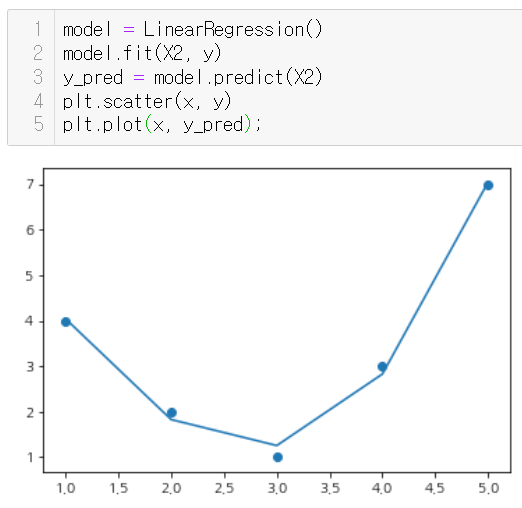 1 model = LinearRegression()
2 model.fit(X2, y)
3 y_pred = model.predict(X2)
4 plt.scatter(x, y)
5 plt.plot(x, y_pred);
7
6
5
4
3
2
1
1.0 1.5 2.0 2.5 3.0 3.5 4.0 4.5 5.0